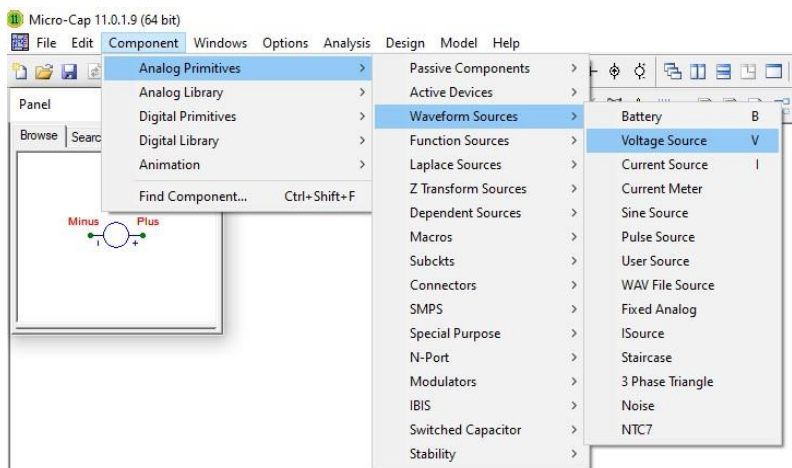 Micro-Cap 11.0.1.9 (64 bit)
File Edit Component Windows Options Analysis Design Model Help
Panel
Browse Searc
Minus Plus
Analog Primitives >
Analog Library >
Digital Primitives >
Digital Library >
Animation >
Find Component... Ctrl+Shift+F
Passive Components >
Active Devices >
Waveform Sources >
Function Sources >
Laplace Sources >
Z Transform Sources >
Dependent Sources >
Macros >
Subckts >
Connectors >
SMPS >
Special Purpose >
N-Port >
Modulators >
IBIS >
Switched Capacitor >
Stability >
Battery B
Voltage Source V
Current Source I
Current Meter
Sine Source
Pulse Source
User Source
WAV File Source
Fixed Analog
ISource
Staircase
3 Phase Triangle
Noise
NTC7